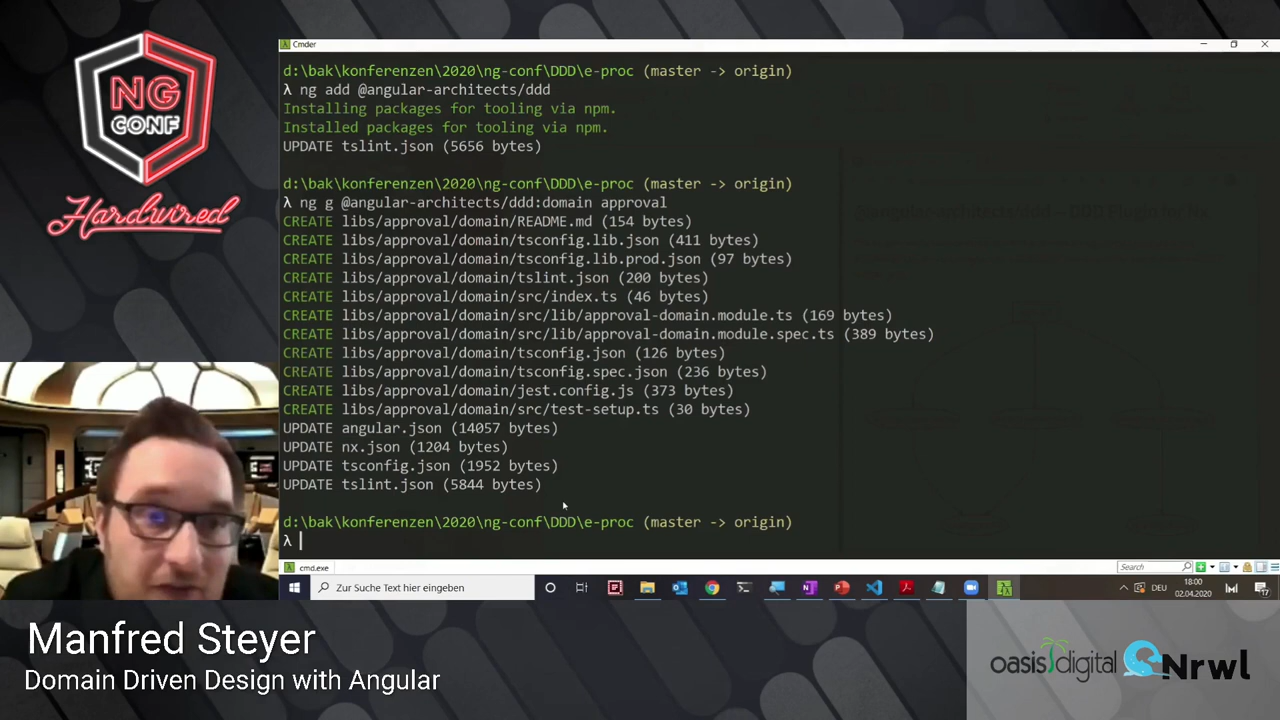 NG
CONF
Hardwired
Cmder
d:\bak\konferenzen\2020\ng-conf\DDD\e-proc (master -> origin)
λ ng add @angular-architects/ddd
Installing packages for tooling via npm.
Installed packages for tooling via npm.
UPDATE tslint.json (5656 bytes)
d:\bak\konferenzen\2020\ng-conf\DDD\e-proc (master -> origin)
λ ng g @angular-architects/ddd:domain approval
CREATE libs/approval/domain/README.md (154 bytes)
CREATE libs/approval/domain/tsconfig.lib.json (411 bytes)
CREATE libs/approval/domain/tsconfig.lib.prod.json (97 bytes)
CREATE libs/approval/domain/tslint.json (200 bytes)
CREATE libs/approval/domain/src/index.ts (46 bytes)
CREATE libs/approval/domain/src/lib/approval-domain.module.ts (169 bytes)
CREATE libs/approval/domain/src/lib/approval-domain.module.spec.ts (389 bytes)
CREATE libs/approval/domain/tsconfig.json (126 bytes)
CREATE libs/approval/domain/tsconfig.spec.json (236 bytes)
CREATE libs/approval/domain/jest.config.js (373 bytes)
CREATE libs/approval/domain/src/test-setup.ts (30 bytes)
UPDATE angular.json (14057 bytes)
UPDATE nx.json (1204 bytes)
UPDATE tsconfig.json (1952 bytes)
UPDATE tslint.json (5844 bytes)
d:\bak\konferenzen\2020\ng-conf\DDD\e-proc (master -> origin)
λ
@angular-architects/ddd – DDD Plugin for Nx
cmd.exe
Search
Zur Suche Text hier eingeben
DEU
18:00
02.04.2020
17
Manfred Steyer
Domain Driven Design with Angular
oasis digital
Nrwl